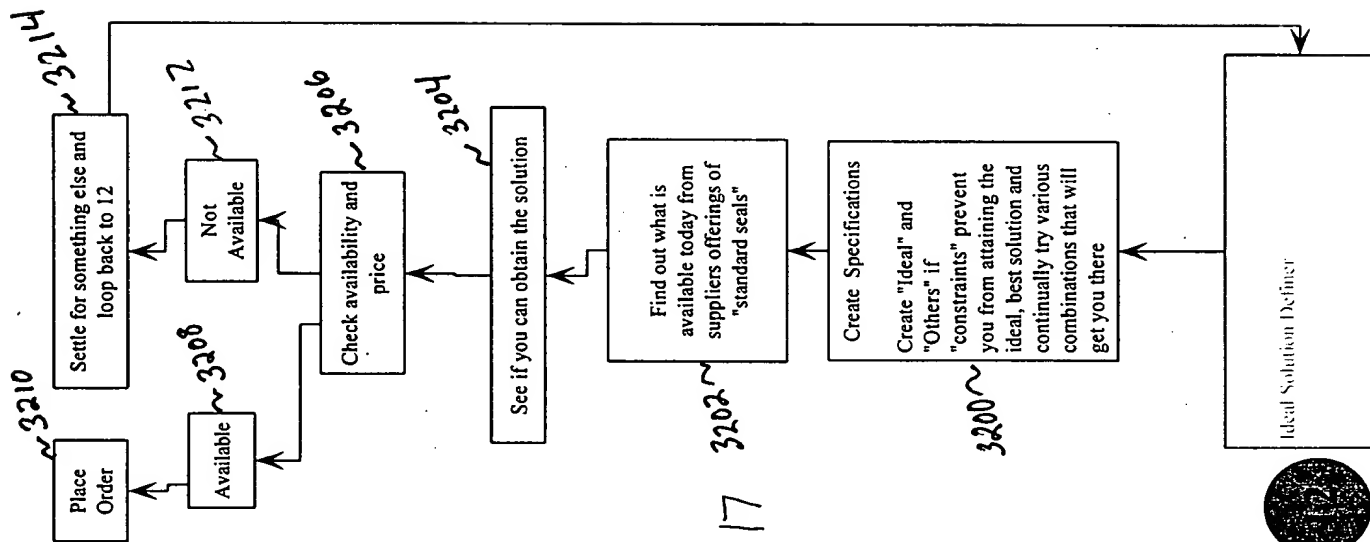 3214
Settle for something else and
loop back to 12
3210
Place
Order
3212
Not
Available
3208
Available
3206
Check availability and
price
3204
See if you can obtain the solution
Find out what is
available today from
suppliers offerings of
"standard seals"
3202
17
Create Specifications
Create "Ideal" and
"Others" if
"constraints" prevent
you from attaining the
ideal, best solution and
continually try various
combinations that will
get you there
3200
Ideal Solution Definer
12